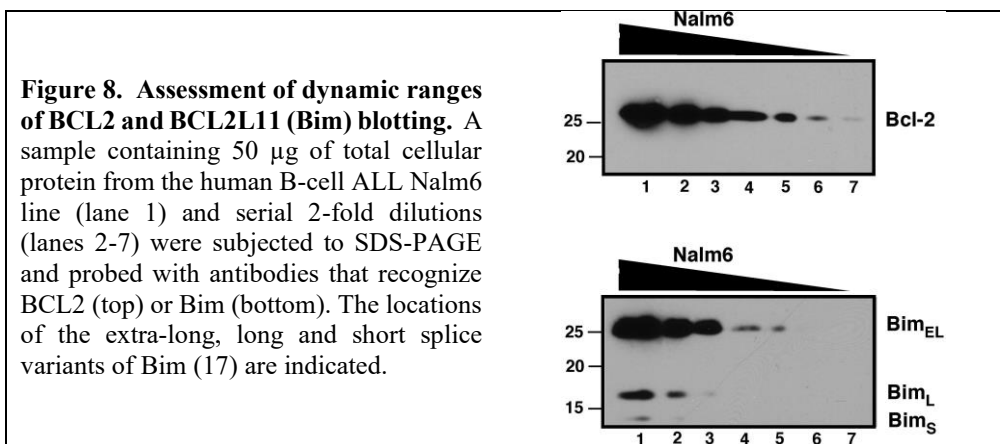 Figure 8. Assessment of dynamic ranges
of BCL2 and BCL2L11 (Bim) blotting. A
sample containing 50 µg of total cellular
protein from the human B-cell ALL Nalm6
line (lane 1) and serial 2-fold dilutions
(lanes 2-7) were subjected to SDS-PAGE
and probed with antibodies that recognize
BCL2 (top) or Bim (bottom). The locations
of the extra-long, long and short splice
variants of Bim (17) are indicated.
Nalm6
25
Bcl-2
20
1 2 3 4 5 6 7
Nalm6
25
BimEL
20
BimL
15
BimS
1 2 3 4 5 6 7